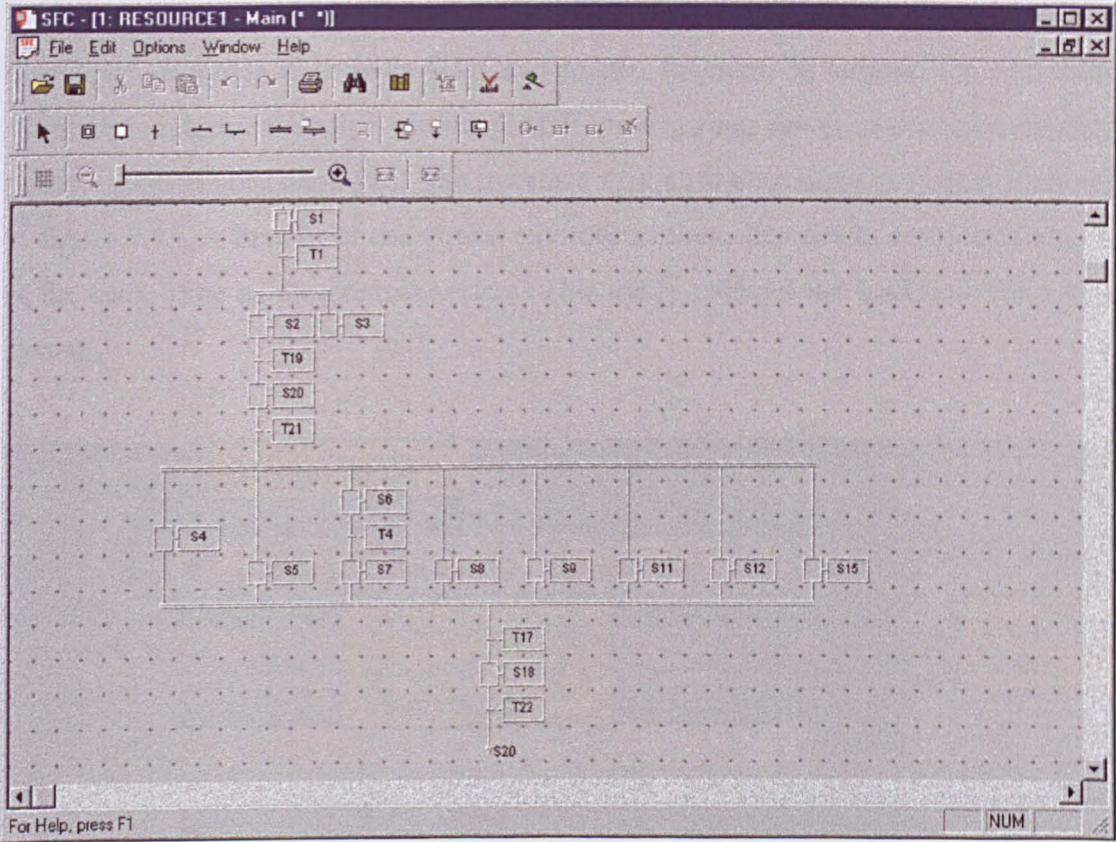 SFC - [1: RESOURCE1 - Main (* *)]
File Edit Options Window Help
S1
T1
S2 S3
T19
S20
T21
S6
S4 T4
S5 S7 S8 S9 S11 S12 S15
T17
S18
T22
S20
For Help, press F1 NUM